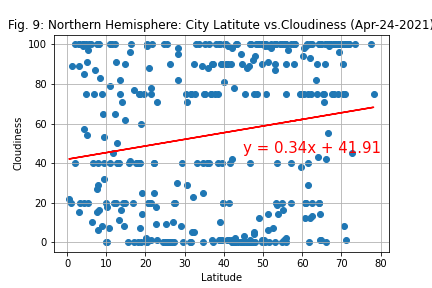 Fig. 9: Northern Hemisphere: City Latitute vs.Cloudiness (Apr-24-2021)
100
80
60
40
20
0
Cloudiness
y = 0.34x + 41.91
0 10 20 30 40 50 60 70 80
Latitude